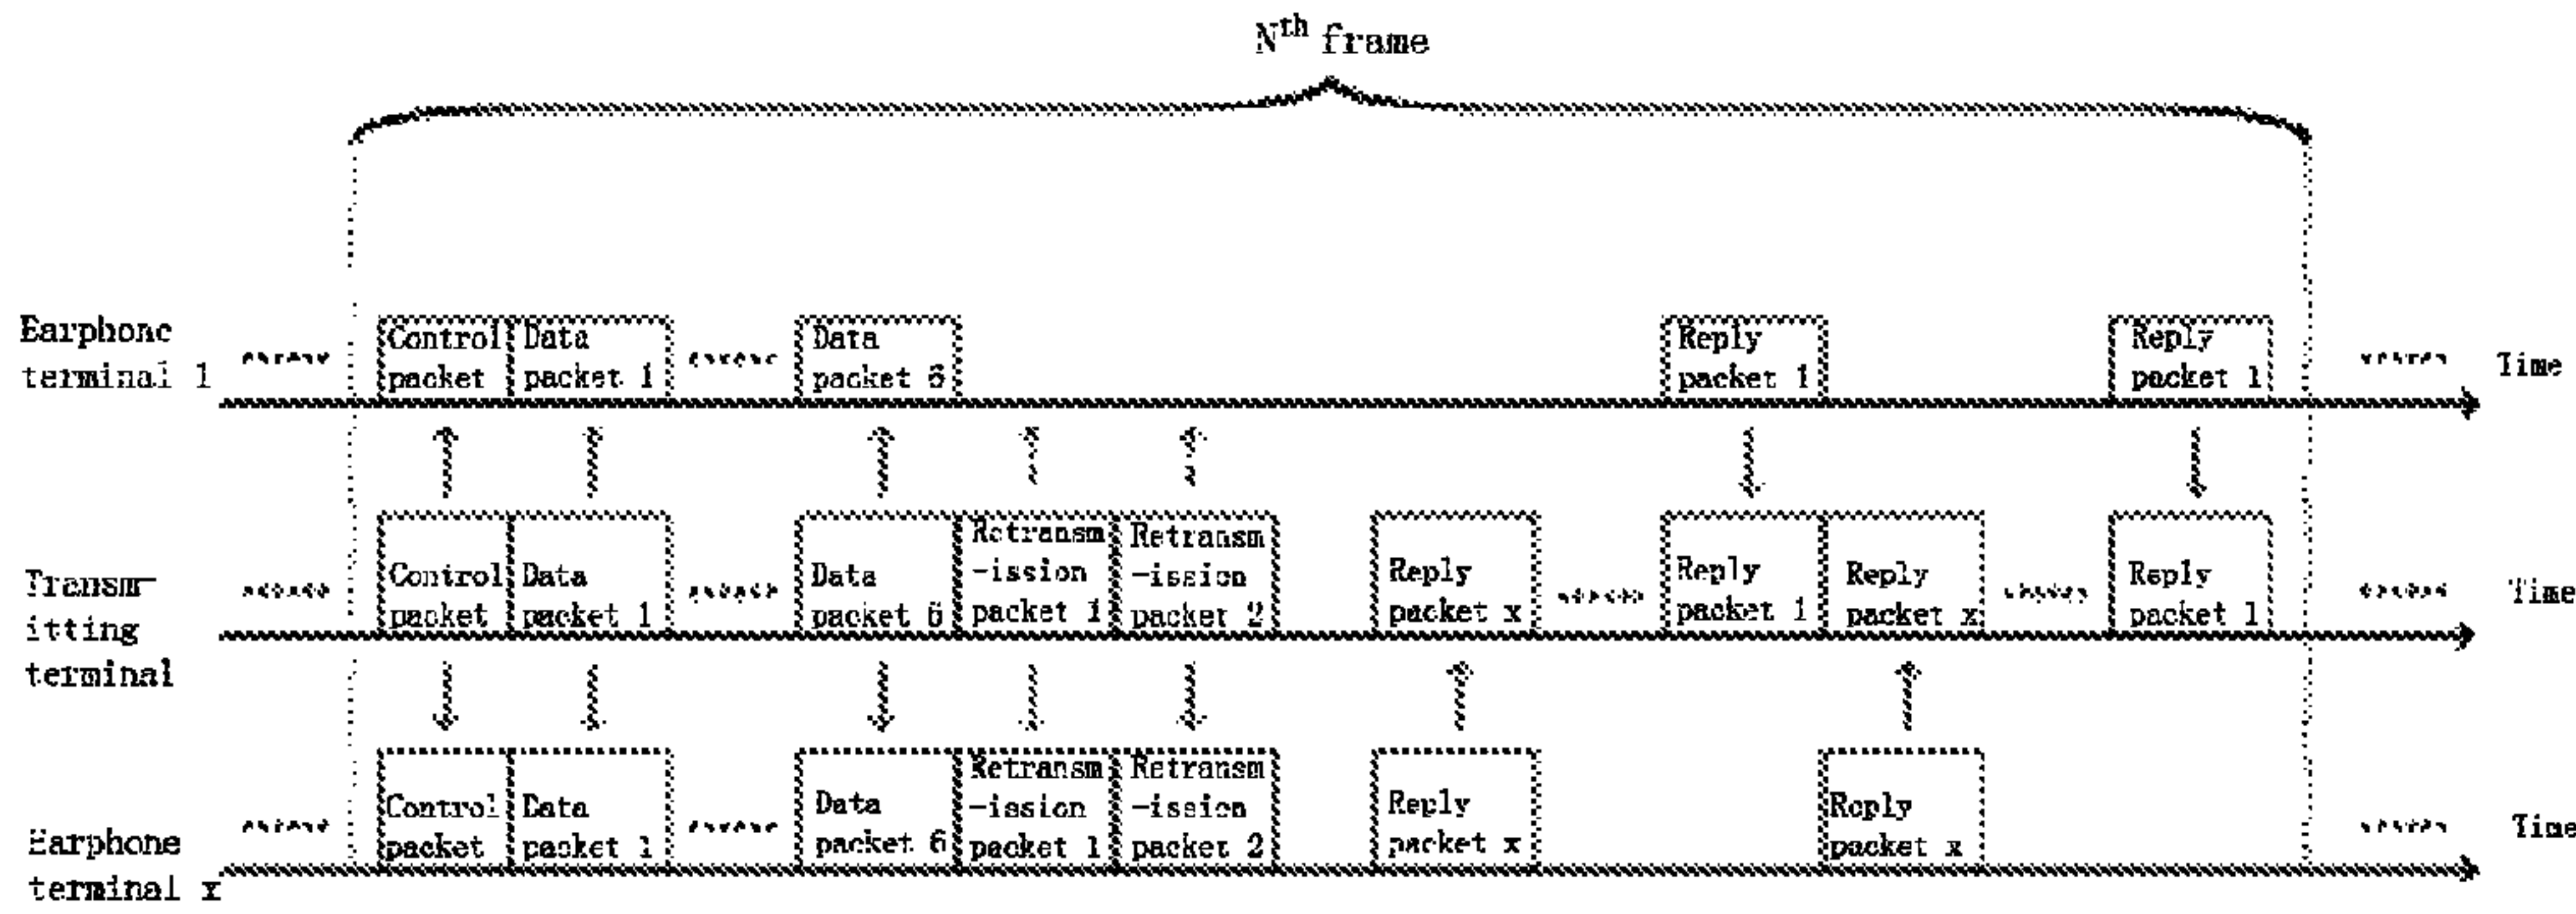 Nth frame
Earphone
terminal 1
Control
packet
Data
packet 1
Data
packet 6
Reply
packet 1
Reply
packet 1
Time
Transm-
itting
terminal
Control
packet
Data
packet 1
Data
packet 6
Retransm
-ission
packet 1
Retransm
-ission
packet 2
Reply
packet x
Reply
packet 1
Reply
packet x
Reply
packet 1
Time
Earphone
terminal x
Control
packet
Data
packet 1
Data
packet 6
Retransm
-ission
packet 1
Retransm
-ission
packet 2
Reply
packet x
Reply
packet x
Time